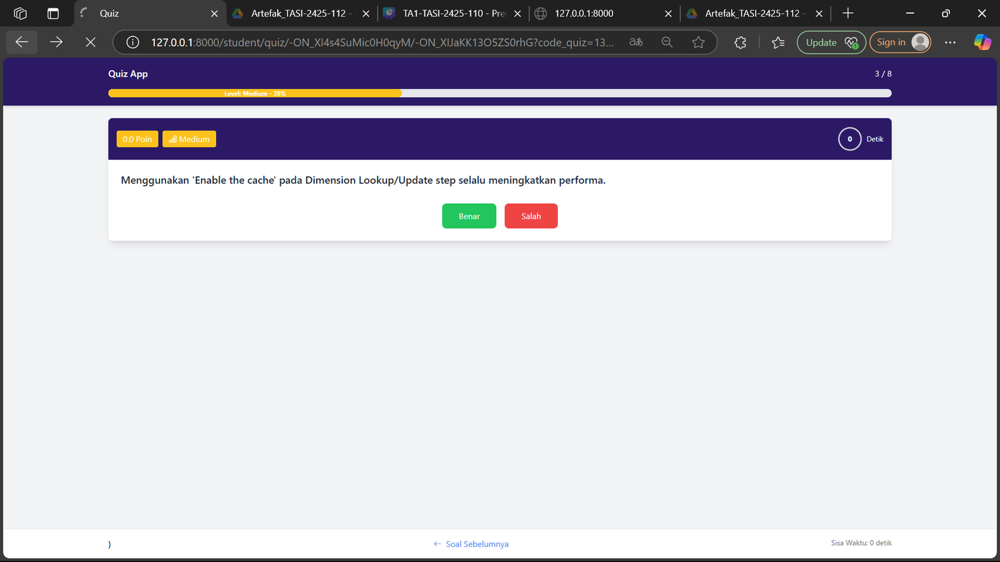 Quiz
Artefak_TASI-2425-112 -
TA1-TASI-2425-110 - Pre
127.0.0.1:8000
Artefak_TASI-2425-112 -
127.0.0.1:8000/student/quiz/-ON_XI4s4SuMic0H0qyM/-ON_XIJaKK13O5ZS0rhG?code_quiz=13...
aあ
Update
Sign in
Quiz App
3 / 8
Level: Medium - 38%
0.0 Poin
Medium
0
Detik
Menggunakan 'Enable the cache' pada Dimension Lookup/Update step selalu meningkatkan performa.
Benar
Salah
)
← Soal Sebelumnya
Sisa Waktu: 0 detik